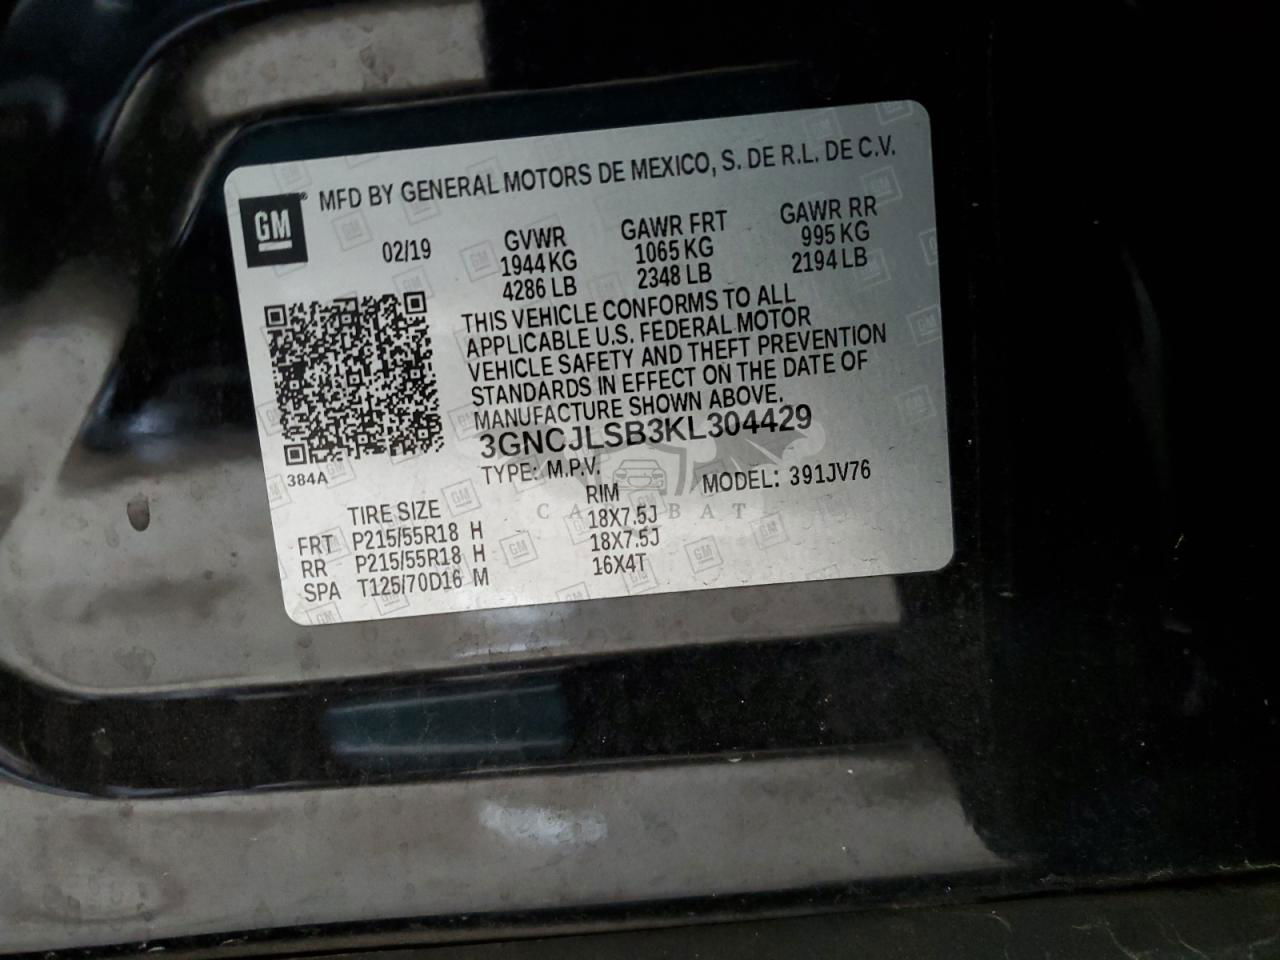 GM
MFD BY GENERAL MOTORS DE MEXICO, S. DE R.L. DE C.V.
02/19
GVWR GAWR FRT GAWR RR
1944KG 1065 KG 995 KG
4286 LB 2348 LB 2194 LB
THIS VEHICLE CONFORMS TO ALL
APPLICABLE U.S. FEDERAL MOTOR
VEHICLE SAFETY AND THEFT PREVENTION
STANDARDS IN EFFECT ON THE DATE OF
MANUFACTURE SHOWN ABOVE.
3GNCJLSB3KL304429
384A
TYPE: M.P.V. MODEL: 391JV76
TIRE SIZE RIM
FRT P215/55R18 H 18X7.5J
RR P215/55R18 H 18X7.5J
SPA T125/70D16 M 16X4T